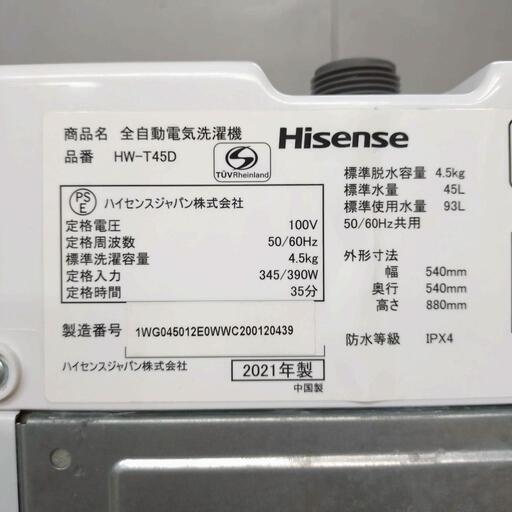 商品名 全自動電気洗濯機
品番 HW-T45D
TÜVRheinland
Hisense
PS
E
ハイセンスジャパン株式会社
定格電圧 100V
定格周波数 50/60Hz
標準洗濯容量 4.5kg
定格入力 345/390W
定格時間 35分
標準脱水容量 4.5kg
標準水量 45L
標準使用水量 93L
50/60Hz共用
外形寸法
幅 540mm
奥行 540mm
高さ 880mm
防水等級 IPX4
製造番号 1WG045012E0WWC200120439
ハイセンスジャパン株式会社
2021年製
中国製